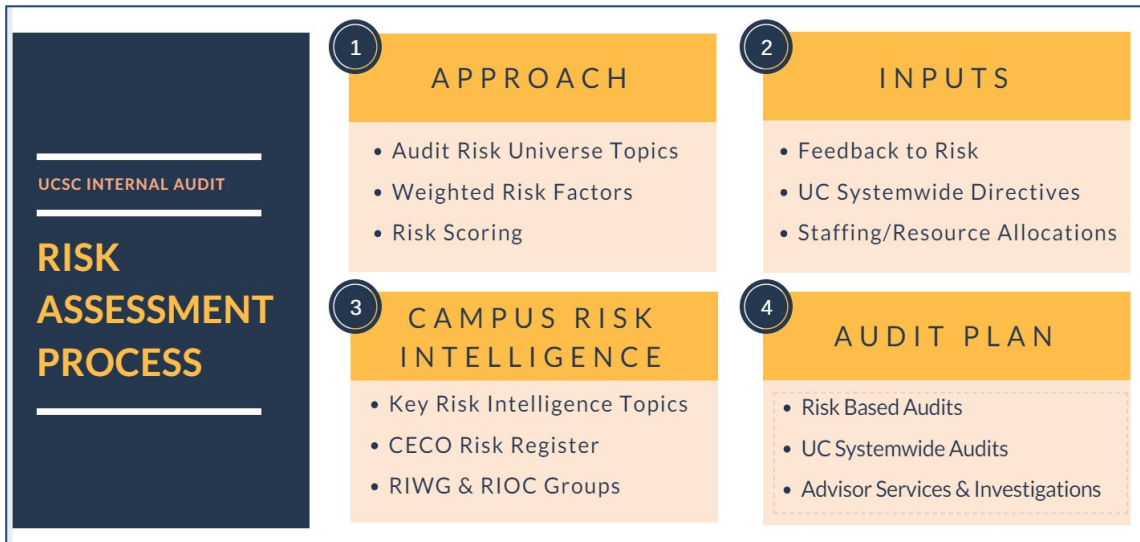 UCSC INTERNAL AUDIT
RISK
ASSESSMENT
PROCESS
1
APPROACH
• Audit Risk Universe Topics
• Weighted Risk Factors
• Risk Scoring
2
INPUTS
• Feedback to Risk
• UC Systemwide Directives
• Staffing/Resource Allocations
3
CAMPUS RISK
INTELLIGENCE
• Key Risk Intelligence Topics
• CECO Risk Register
• RIWG & RIOC Groups
4
AUDIT PLAN
• Risk Based Audits
• UC Systemwide Audits
• Advisor Services & Investigations